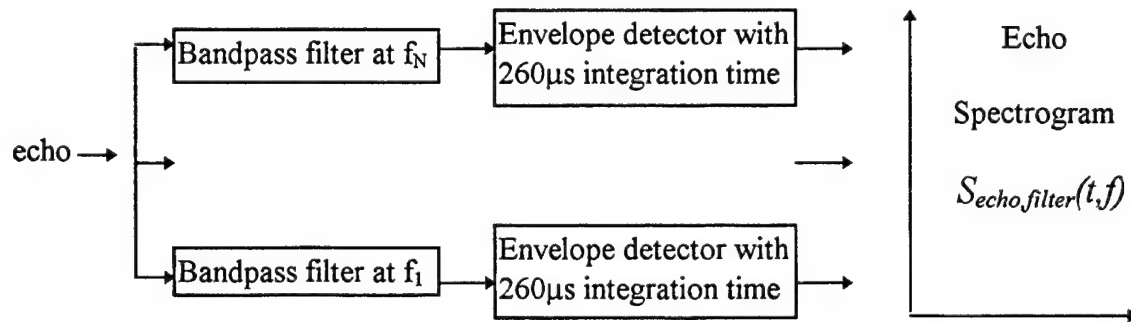 Bandpass filter at f_N
Envelope detector with
260μs integration time
Echo
Spectrogram
echo
S_echo,filter(t,f)
Bandpass filter at f_1
Envelope detector with
260μs integration time